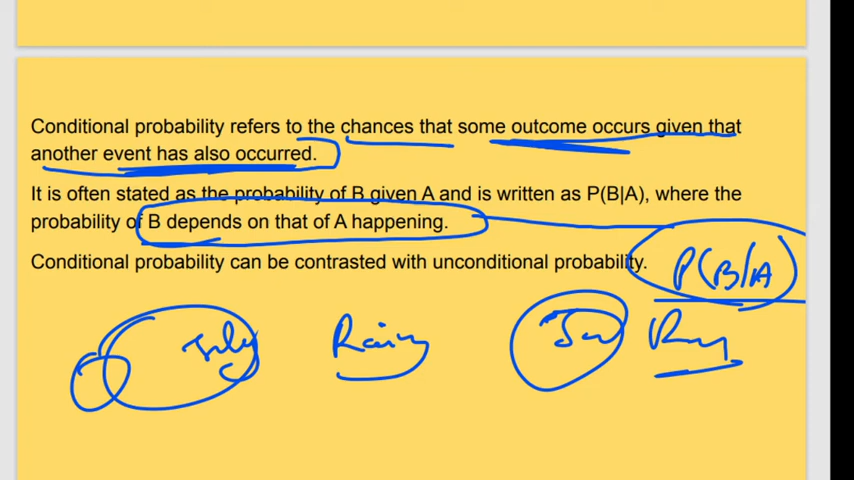 Conditional probability refers to the chances that some outcome occurs given that
another event has also occurred.
It is often stated as the probability of B given A and is written as P(B|A), where the
probability of B depends on that of A happening.
Conditional probability can be contrasted with unconditional probability.
P(B/A)
July Rain Jan